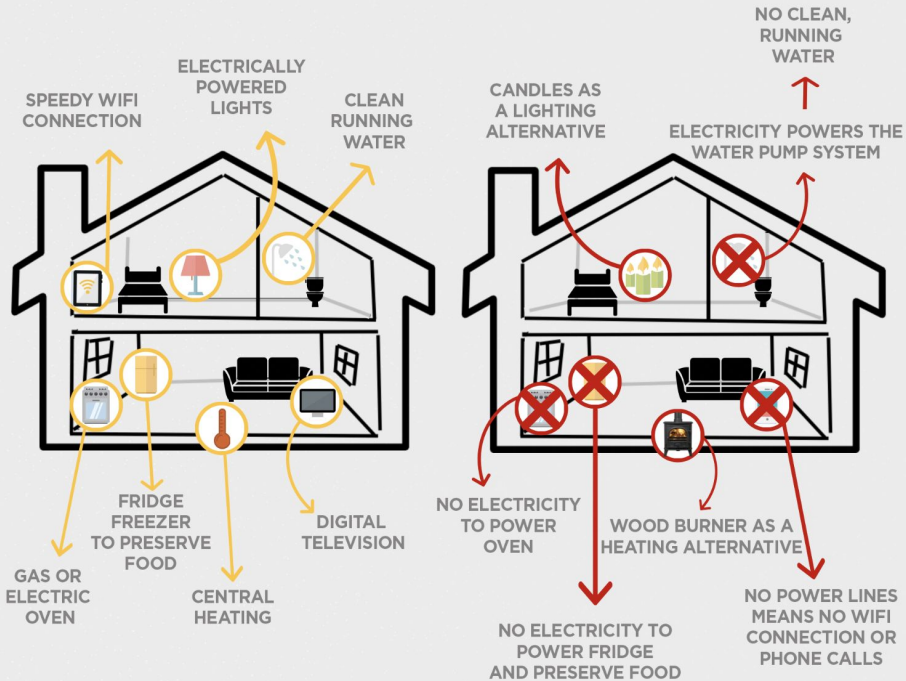 SPEEDY WIFI
CONNECTION
ELECTRICALLY
POWERED
LIGHTS
CLEAN
RUNNING
WATER
GAS OR
ELECTRIC
OVEN
FRIDGE
FREEZER
TO PRESERVE
FOOD
CENTRAL
HEATING
DIGITAL
TELEVISION
CANDLES AS
A LIGHTING
ALTERNATIVE
NO CLEAN,
RUNNING
WATER
ELECTRICITY POWERS THE
WATER PUMP SYSTEM
NO ELECTRICITY
TO POWER
OVEN
NO ELECTRICITY TO
POWER FRIDGE
AND PRESERVE FOOD
WOOD BURNER AS A
HEATING ALTERNATIVE
NO POWER LINES
MEANS NO WIFI
CONNECTION OR
PHONE CALLS